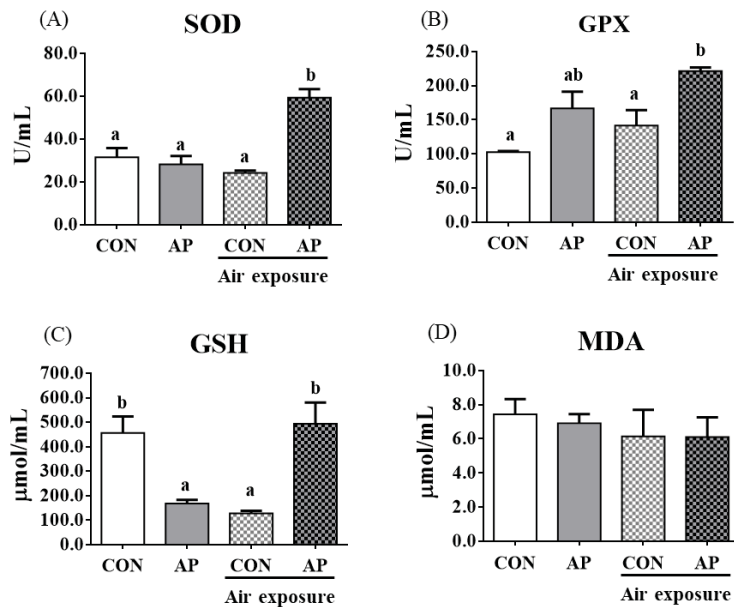 (A)
SOD
U/mL
80.0
60.0
40.0
20.0
0.0
a
a
a
b
CON
AP
CON
AP
Air exposure
(B)
GPX
U/mL
250.0
200.0
150.0
100.0
50.0
0.0
a
ab
a
b
CON
AP
CON
AP
Air exposure
(C)
GSH
μmol/mL
700.0
600.0
500.0
400.0
300.0
200.0
100.0
0.0
b
a
a
b
CON
AP
CON
AP
Air exposure
(D)
MDA
μmol/mL
10.0
8.0
6.0
4.0
2.0
0.0
CON
AP
CON
AP
Air exposure